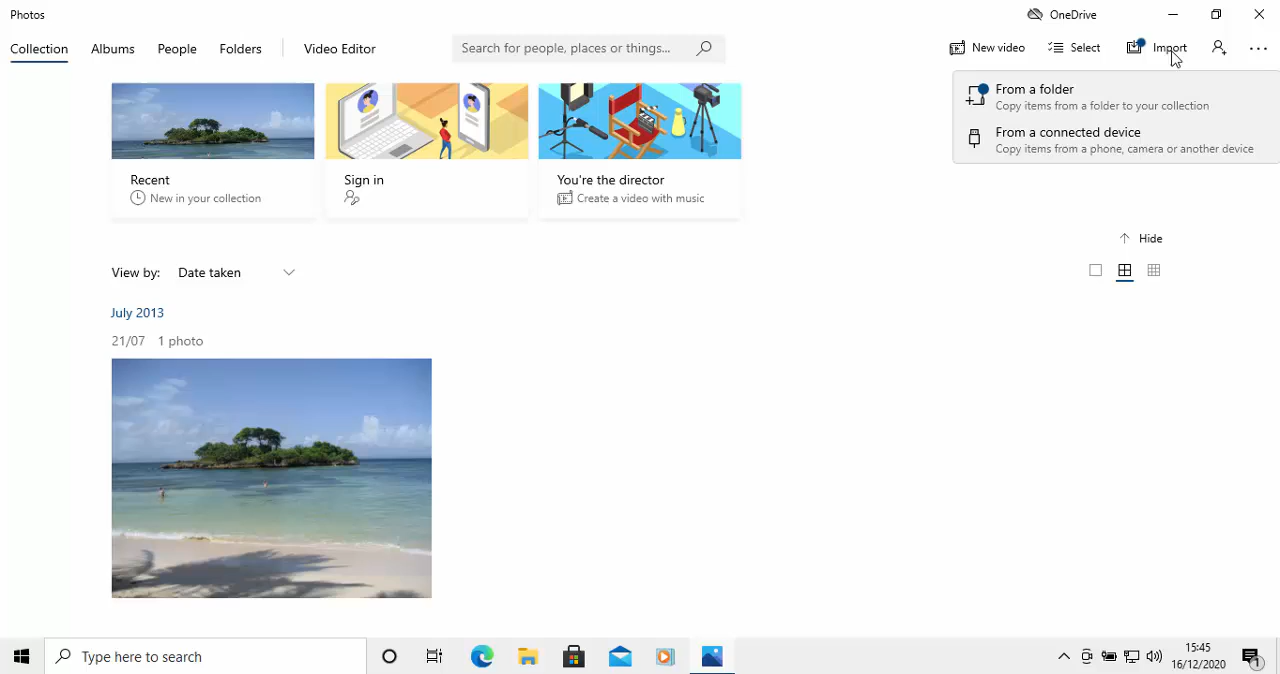 Photos
OneDrive
Collection
Albums
People
Folders
Video Editor
Search for people, places or things...
New video
Select
Import
From a folder
Copy items from a folder to your collection
From a connected device
Copy items from a phone, camera or another device
Recent
New in your collection
Sign in
You're the director
Create a video with music
Hide
View by: Date taken
July 2013
21/07 1 photo
Type here to search
15:45
16/12/2020
1